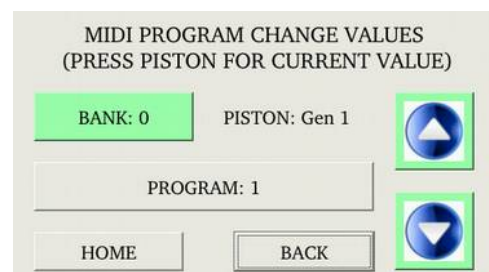 MIDI PROGRAM CHANGE VALUES
(PRESS PISTON FOR CURRENT VALUE)
BANK: 0
PISTON: Gen 1
PROGRAM: 1
HOME
BACK